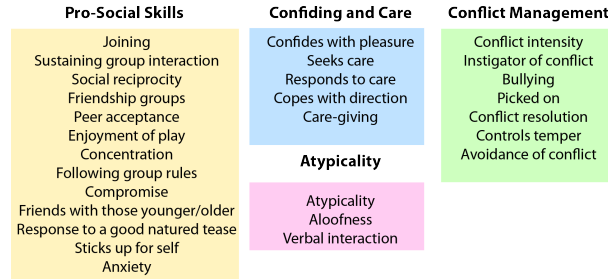 Pro-Social Skills
Joining
Sustaining group interaction
Social reciprocity
Friendship groups
Peer acceptance
Enjoyment of play
Concentration
Following group rules
Compromise
Friends with those younger/older
Response to a good natured tease
Sticks up for self
Anxiety
Confiding and Care
Confides with pleasure
Seeks care
Responds to care
Copes with direction
Care-giving
Atypicality
Atypicality
Aloofness
Verbal interaction
Conflict Management
Conflict intensity
Instigator of conflict
Bullying
Picked on
Conflict resolution
Controls temper
Avoidance of conflict